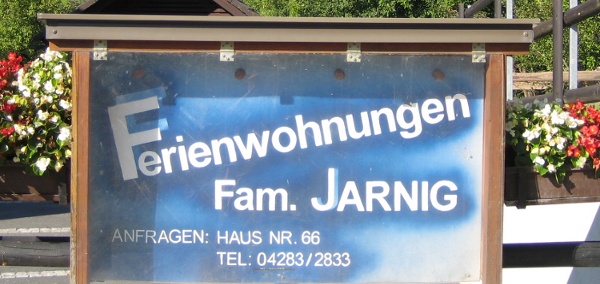 Ferienwohnungen
Fam. JARNIG
ANFRAGEN: HAUS NR. 66
TEL: 04283/2833